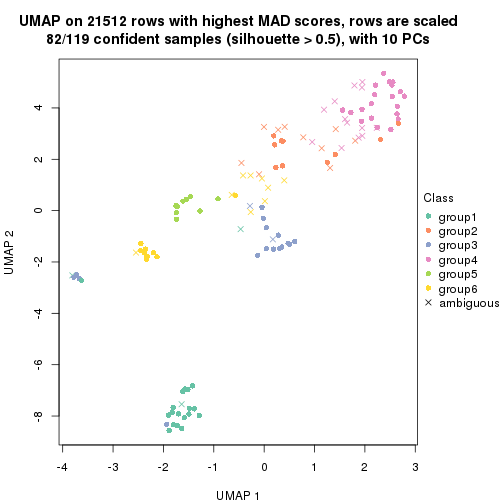 UMAP on 21512 rows with highest MAD scores, rows are scaled
82/119 confident samples (silhouette > 0.5), with 10 PCs
4
2
0
-2
-4
-6
-8
UMAP 2
-4 -3 -2 -1 0 1 2 3
UMAP 1
Class
group1
group2
group3
group4
group5
group6
ambiguous